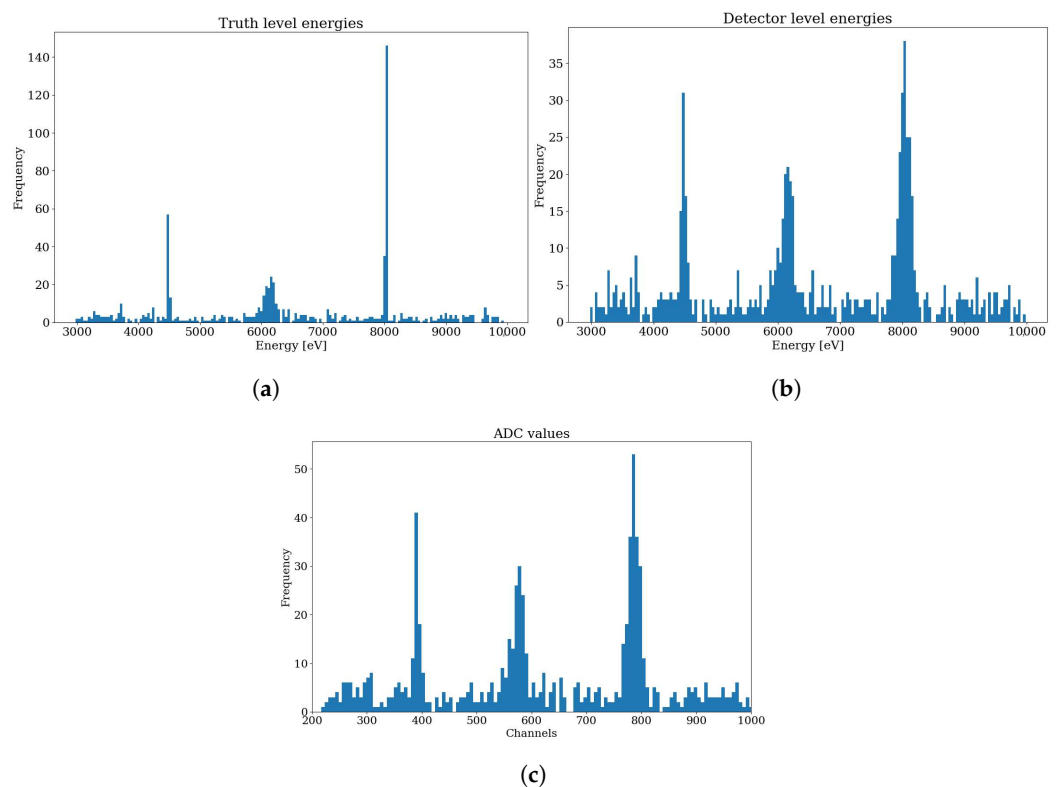 Truth level energies
140
120
100
80
60
40
20
0
Frequency
3000 4000 5000 6000 7000 8000 9000 10000
Energy [eV]
(a)
Detector level energies
35
30
25
20
15
10
5
0
Frequency
3000 4000 5000 6000 7000 8000 9000 10000
Energy [eV]
(b)
ADC values
50
40
30
20
10
0
Frequency
200 300 400 500 600 700 800 900 1000
Channels
(c)